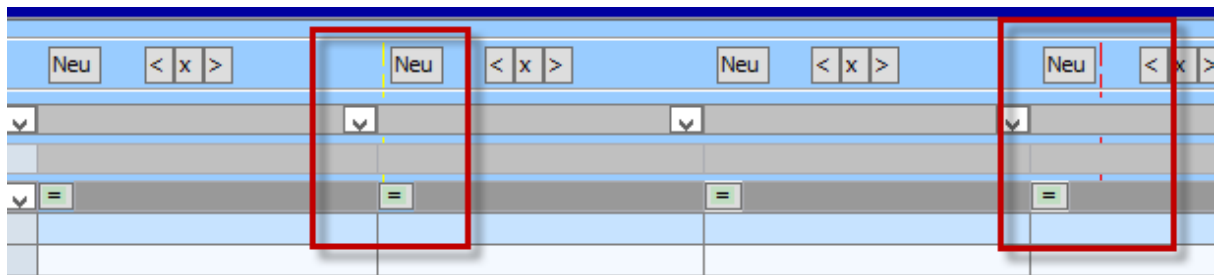 Neu < x > Neu < x > Neu < x > Neu < x >
= = = =